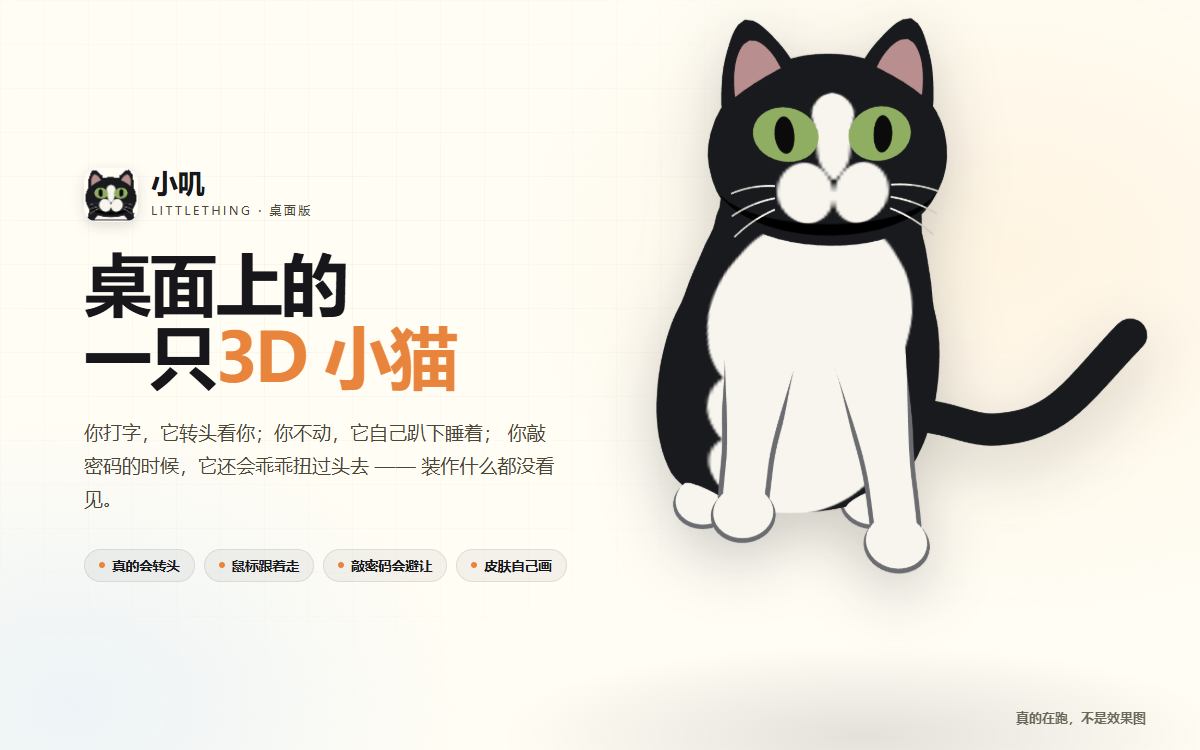 小叽
LITTLETHING · 桌面版
桌面上的
一只3D 小猫
你打字，它转头看你；你不动，它自己趴下睡着； 你敲
密码的时候，它还会乖乖扭过头去 —— 装作什么都没看
见。
真的会转头
鼠标跟着走
敲密码会避让
皮肤自己画
真的在跑，不是效果图